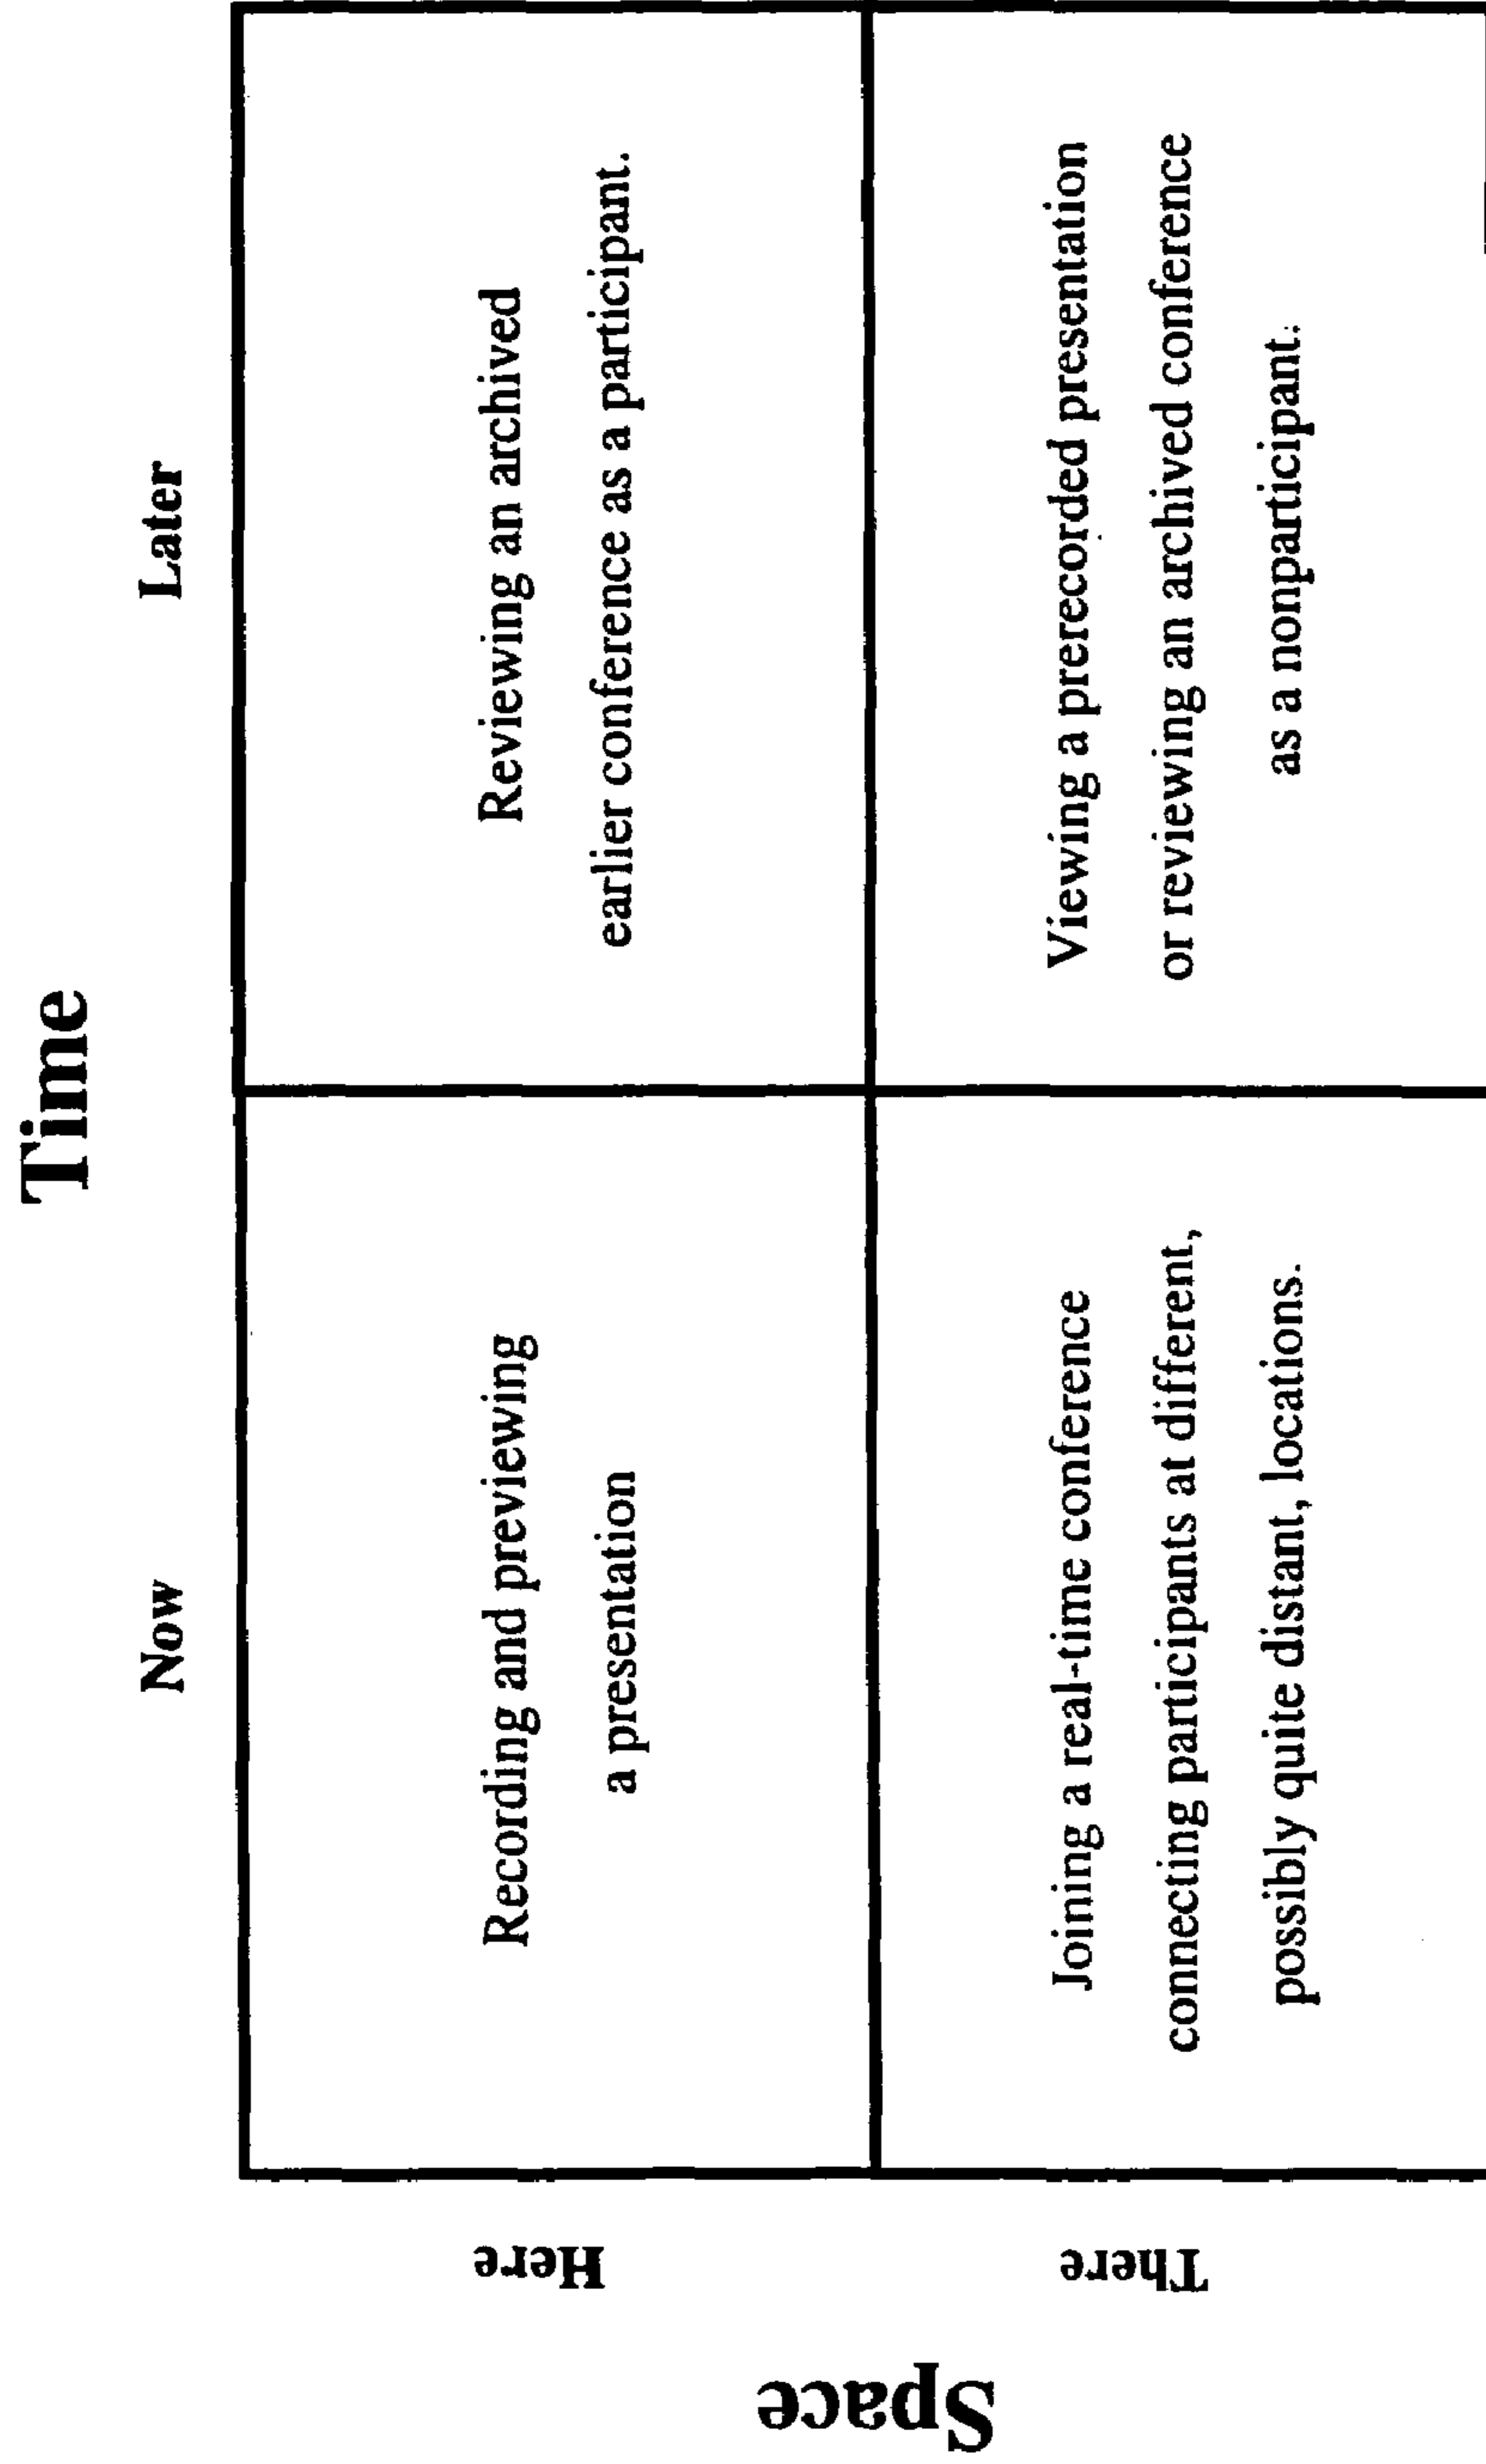 Time
Now
Later
Space
Here
Recording and previewing
a presentation
Reviewing an archived
earlier conference as a participant.
There
Joining a real-time conference
connecting participants at different,
possibly quite distant, locations.
Viewing a prerecorded presentation
or reviewing an archived conference
as a nonparticipant.